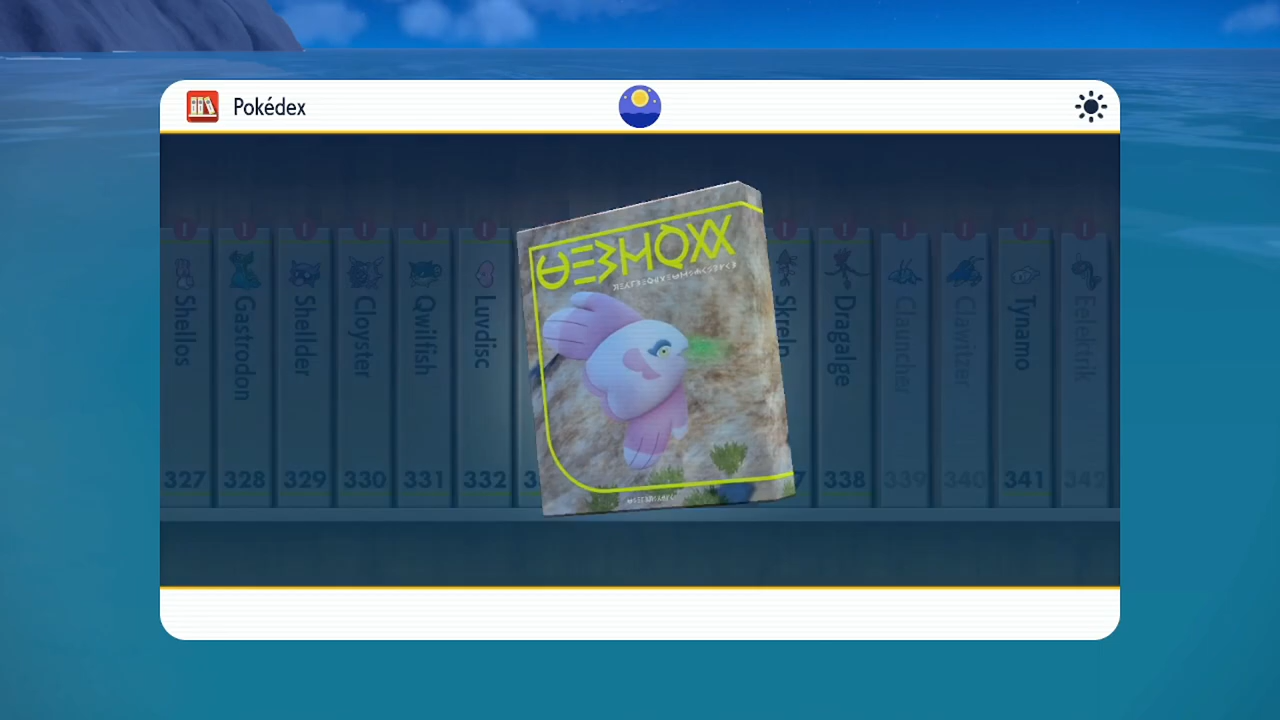 Pokédex
Shellos
Gastrodon
Shellder
Cloyster
Qwilfish
Luvdisc
Skrelp
Dragalge
Clauncher
Clawitzer
Tynamo
Eelektrik
327
328
329
330
331
332
338
339
340
341
342